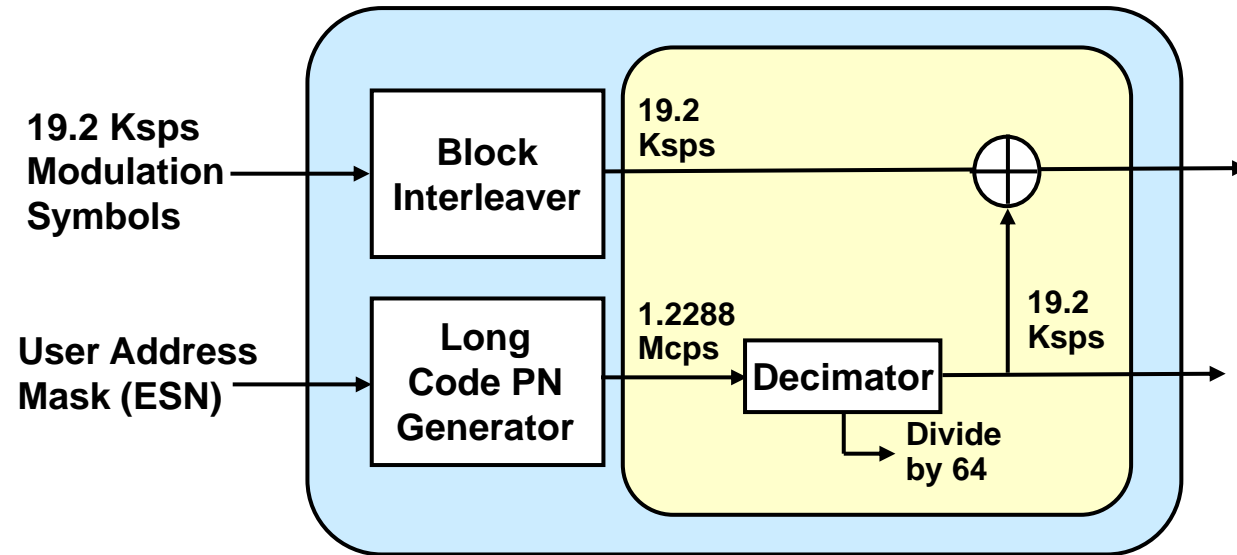 19.2 Ksps
Modulation
Symbols
Block
Interleaver
19.2
Ksps
User Address
Mask (ESN)
Long
Code PN
Generator
1.2288
Mcps
Decimator
Divide
by 64
19.2
Ksps